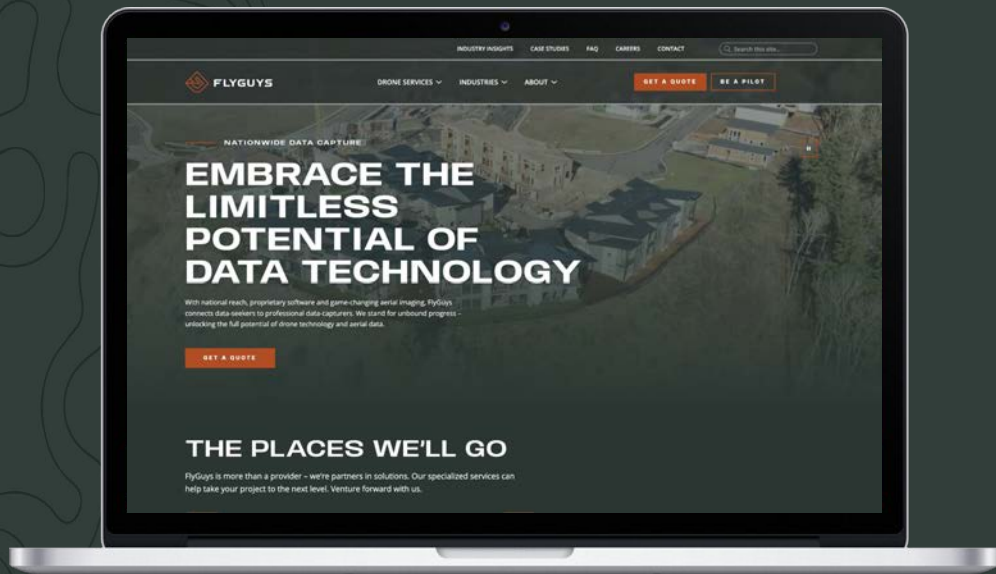 INDUSTRY INSIGHTS CASE STUDIES FAQ CAREERS CONTACT Search this site...
FLYGUYS DRONE SERVICES INDUSTRIES ABOUT GET A QUOTE BE A PILOT
NATIONWIDE DATA CAPTURE
EMBRACE THE
LIMITLESS
POTENTIAL OF
DATA TECHNOLOGY
With national reach, proprietary software and game-changing aerial imaging, FlyGuys
connects data-seekers to professional data-capturers. We stand for unbound progress –
unlocking the full potential of drone technology and aerial data.
GET A QUOTE
THE PLACES WE'LL GO
FlyGuys is more than a provider – we're partners in solutions. Our specialized services can
help take your project to the next level. Venture forward with us.